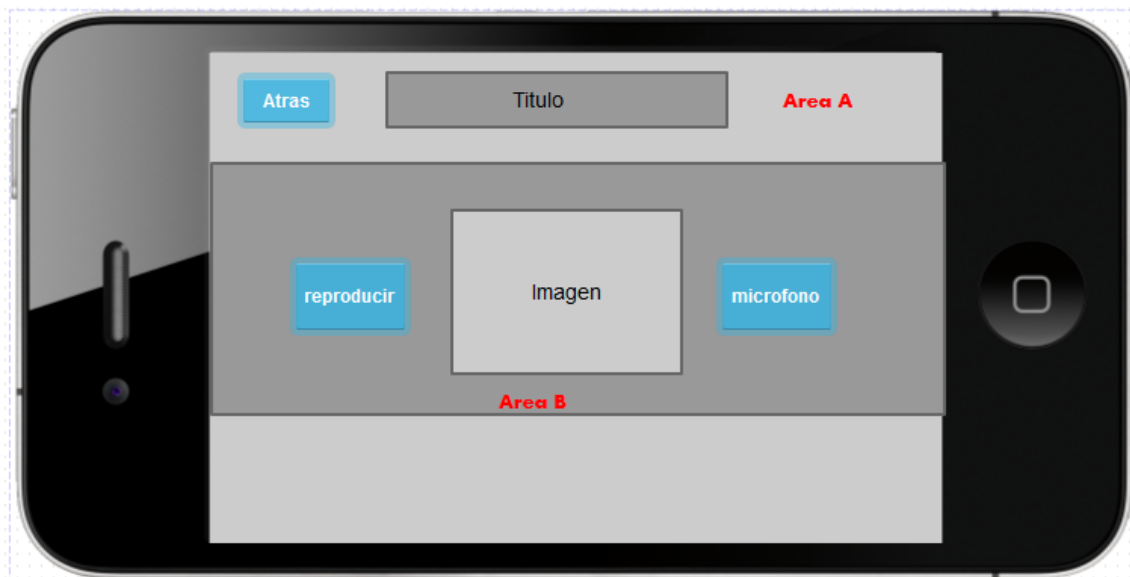 Atras
Titulo
Area A
reproducir
Imagen
microfono
Area B